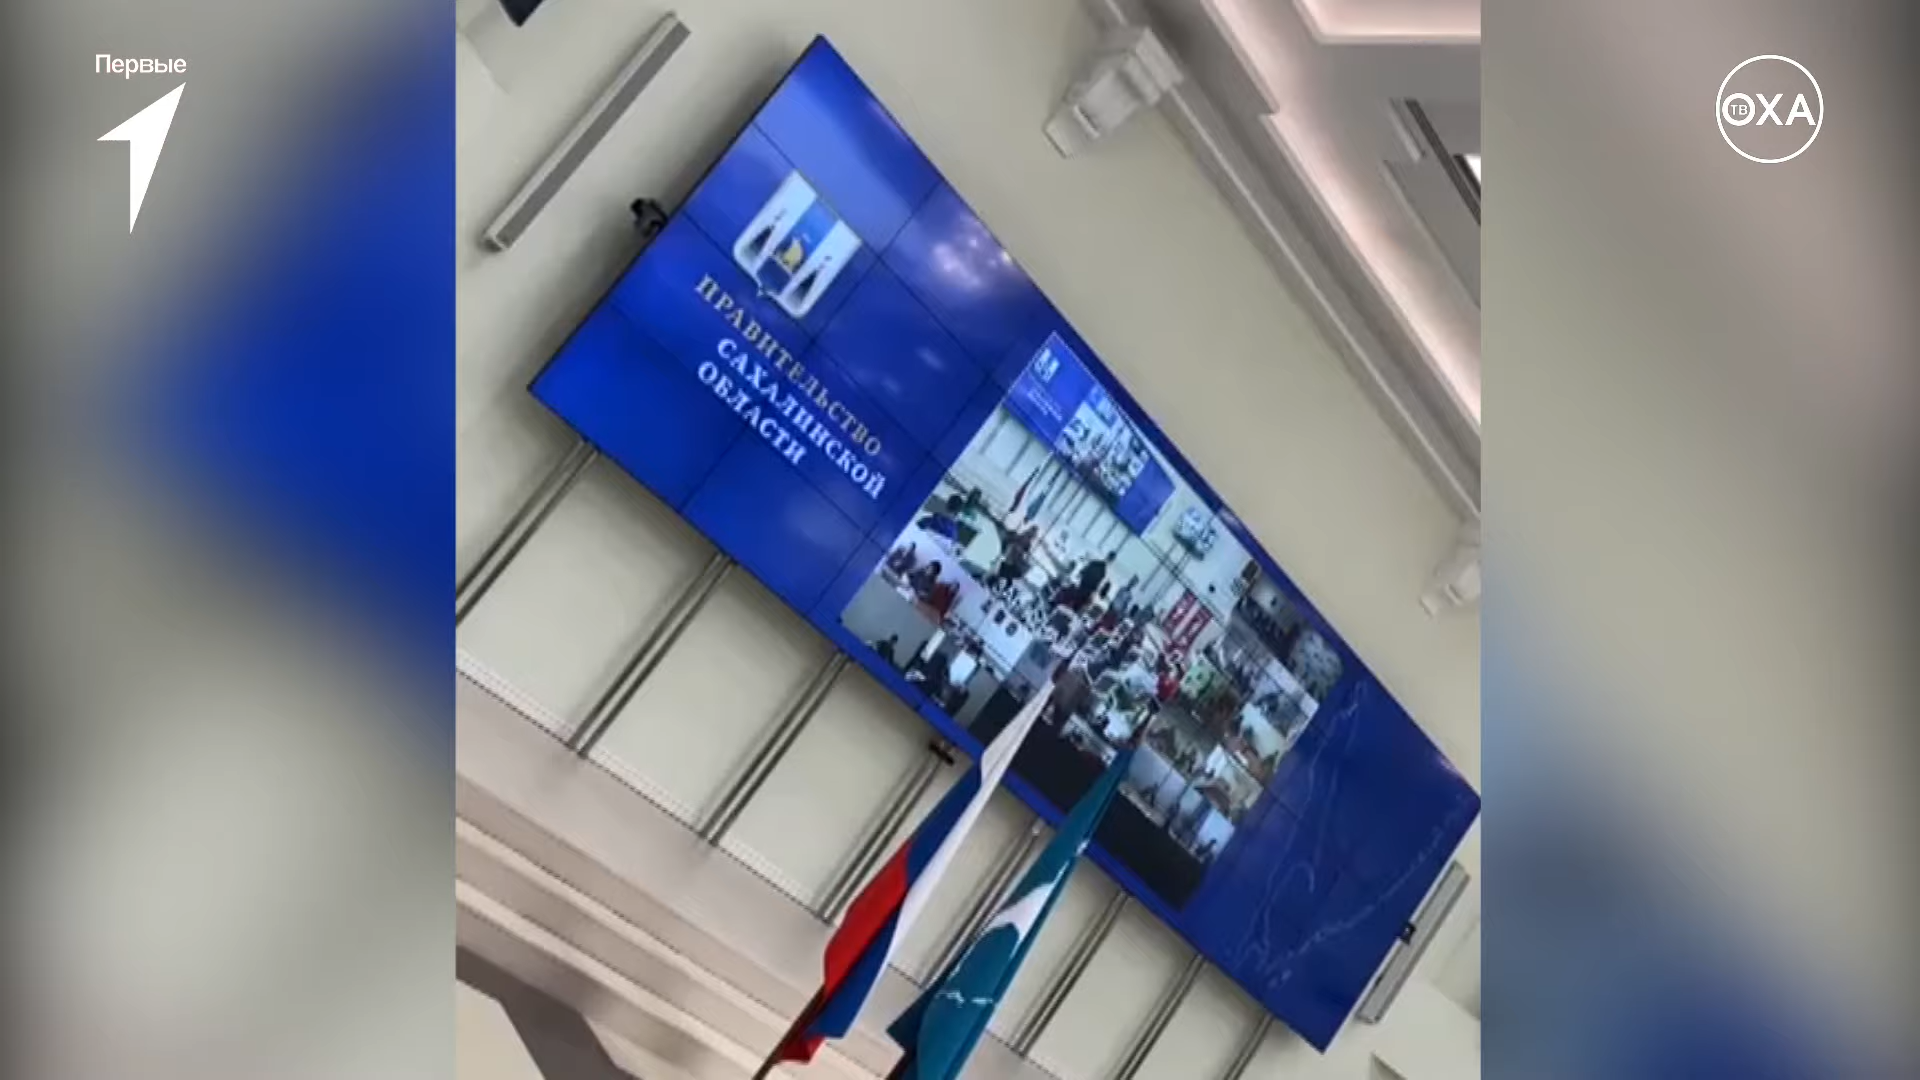 Первые
ТВ
ОХА
ПРАВИТЕЛЬСТВО
САХАЛИНСКОЙ
ОБЛАСТИ